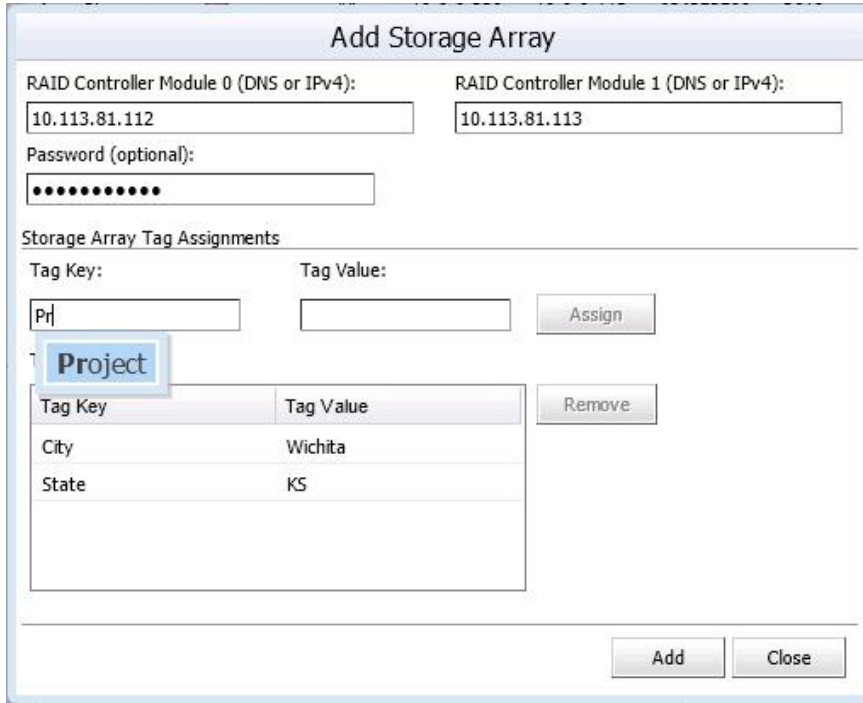 Add Storage Array
RAID Controller Module 0 (DNS or IPv4): RAID Controller Module 1 (DNS or IPv4):
10.113.81.112 10.113.81.113
Password (optional):
●●●●●●●●●●●
Storage Array Tag Assignments
Tag Key: Tag Value:
Pr Assign
Project
Tag Key Tag Value Remove
City Wichita
State KS
Add Close